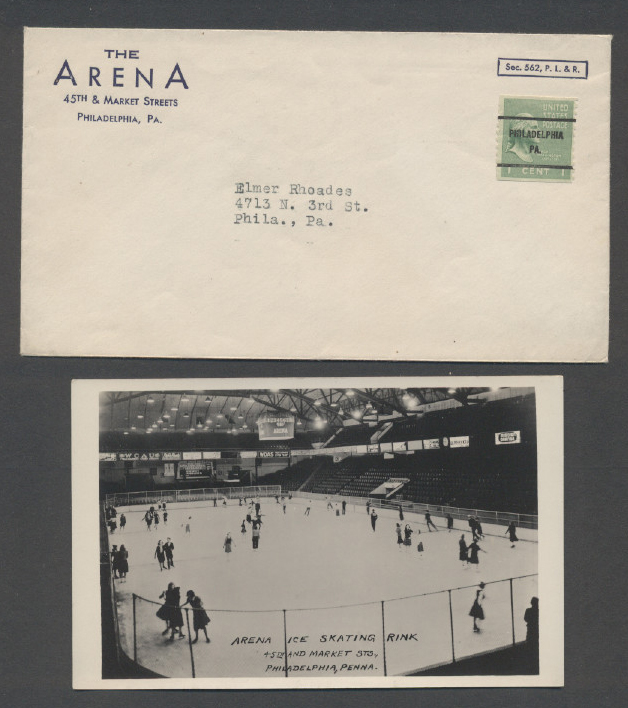 THE
ARENA
45TH & MARKET STREETS
PHILADELPHIA, PA.
Sec. 562, P. L. & R.
UNITED
STATES
POSTAGE
PHILADELPHIA
PA.
1 CENT 1
Elmer Rhoades
4713 N. 3rd St.
Phila., Pa.
ARENA ICE SKATING RINK
45TH AND MARKET STS,
PHILADELPHIA, PENNA.